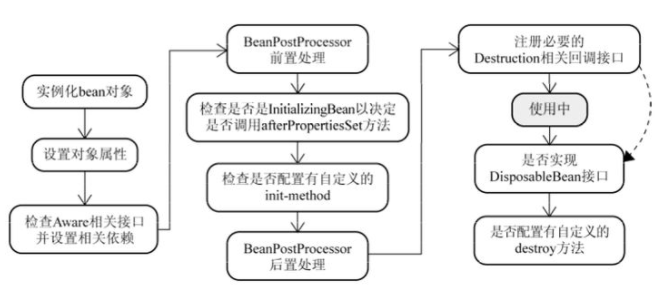 实例化bean对象
设置对象属性
检查Aware相关接口
并设置相关依赖
BeanPostProcessor
前置处理
检查是否是InitializingBean以决定
是否调用afterPropertiesSet方法
检查是否配置有自定义的
init-method
BeanPostProcessor
后置处理
注册必要的
Destruction相关回调接口
使用中
是否实现
DisposableBean接口
是否配置有自定义的
destroy方法